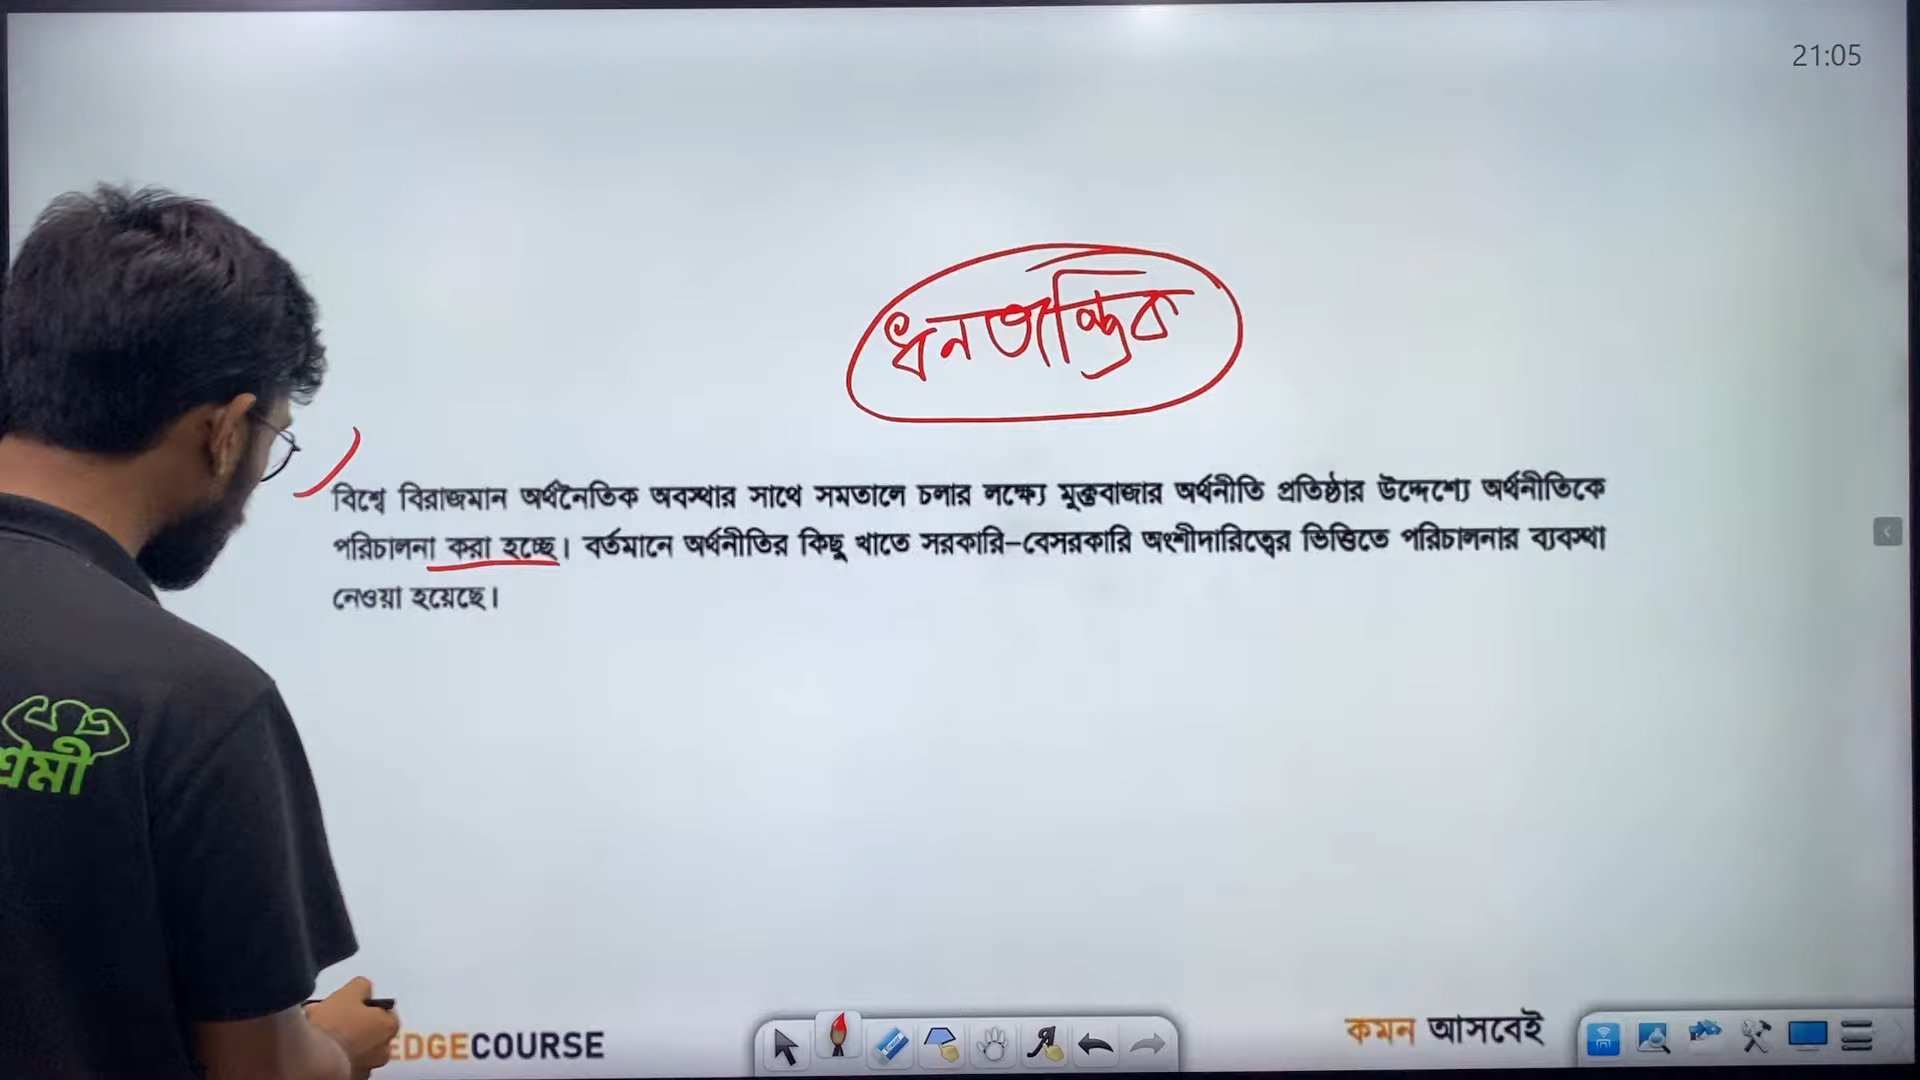 21:05
ধনতান্ত্রিক
বিশ্বে বিরাজমান অর্থনৈতিক অবস্থার সাথে সমতালে চলার লক্ষ্যে মুক্তবাজার অর্থনীতি প্রতিষ্ঠার উদ্দেশ্যে অর্থনীতিকে
পরিচালনা করা হচ্ছে। বর্তমানে অর্থনীতির কিছু খাতে সরকারি-বেসরকারি অংশীদারিত্বের ভিত্তিতে পরিচালনার ব্যবস্থা
নেওয়া হয়েছে।
শ্রমী
EDGECOURSE
কমন আসবেই